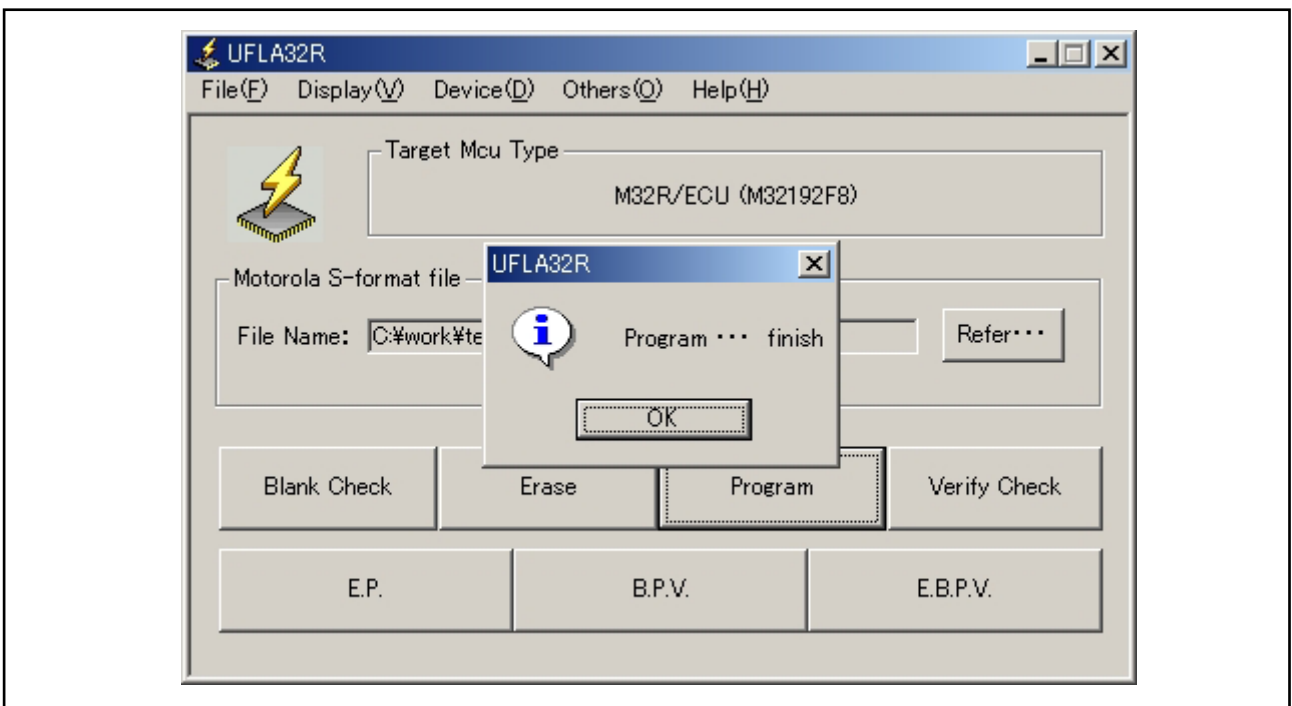 UFLA32R
File(F) Display(V) Device(D) Others(O) Help(H)
Target Mcu Type
M32R/ECU (M32192F8)
Motorola S-format file
File Name: C:¥work¥te
Refer･･･
UFLA32R
Program ･･･ finish
OK
Blank Check
Erase
Program
Verify Check
E.P.
B.P.V.
E.B.P.V.